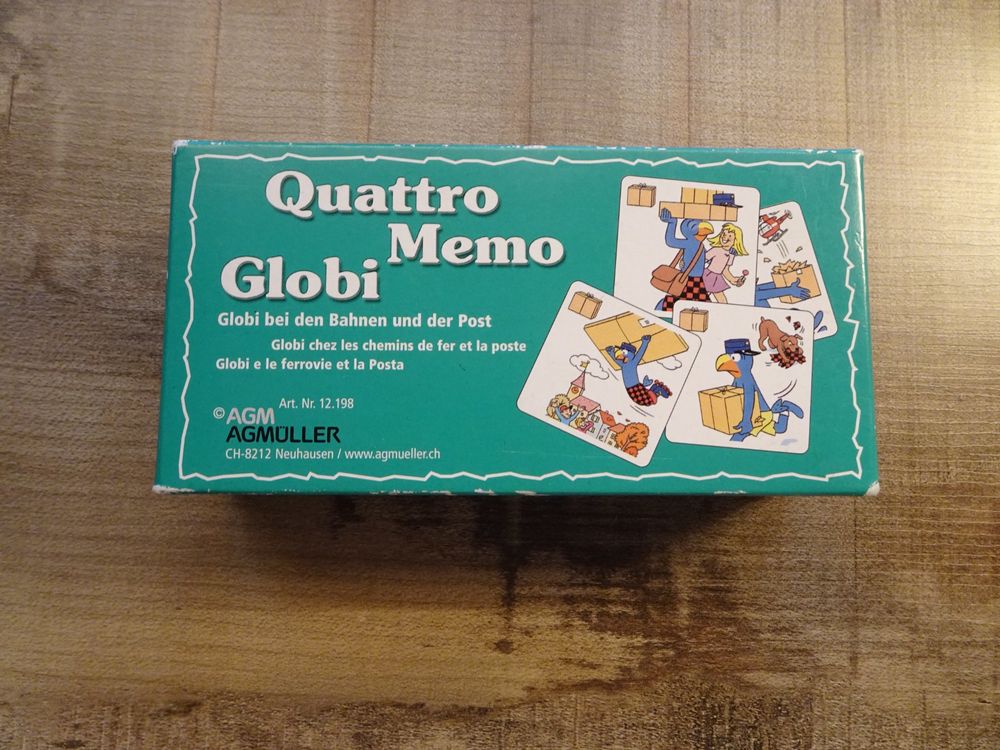 Quattro
Memo
Globi
Globi bei den Bahnen und der Post
Globi chez les chemins de fer et la poste
Globi e le ferrovie et la Posta
Art. Nr. 12.198
© AGM
AGMÜLLER
CH-8212 Neuhausen / www.agmueller.ch